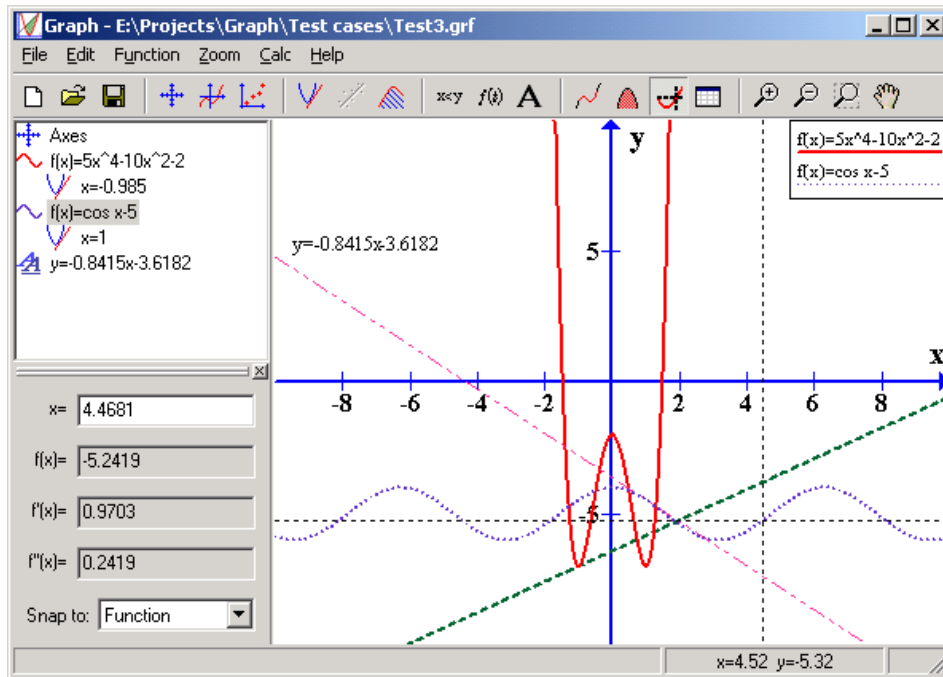 Graph - E:\Projects\Graph\Test cases\Test3.grf
File Edit Function Zoom Calc Help
x<y f(x) A
Axes
f(x)=5x^4-10x^2-2
x=-0.985
f(x)=cos x-5
x=1
y=-0.8415x-3.6182
x= 4.4681
f(x)= -5.2419
f'(x)= 0.9703
f''(x)= 0.2419
Snap to: Function
y
f(x)=5x^4-10x^2-2
f(x)=cos x-5
y=-0.8415x-3.6182
5
x
-8 -6 -4 -2 2 4 6 8
-5
x=4.52 y=-5.32